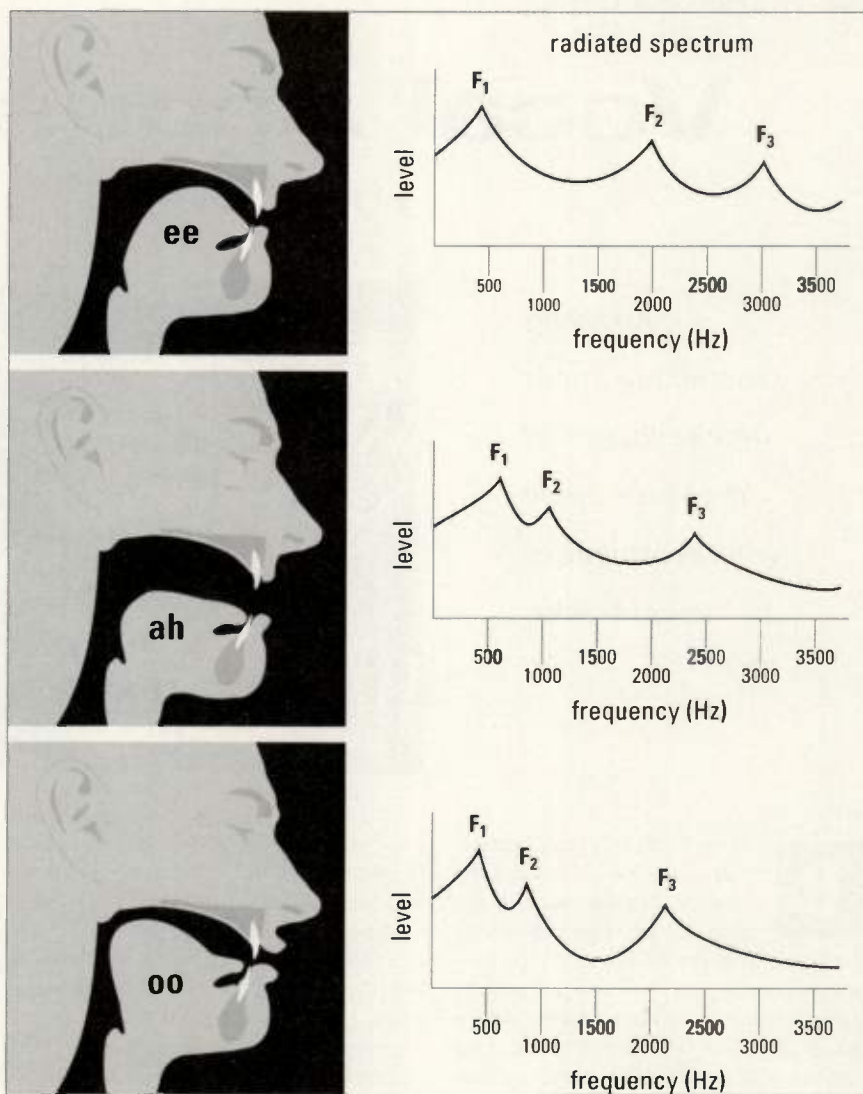 radiated spectrum
ee
level
F₁
F₂
F₃
500 1500 2500 3500
1000 2000 3000
frequency (Hz)
ah
level
F₁
F₂
F₃
500 1500 2500 3500
1000 2000 3000
frequency (Hz)
oo
level
F₁
F₂
F₃
500 1500 2500 3500
1000 2000 3000
frequency (Hz)